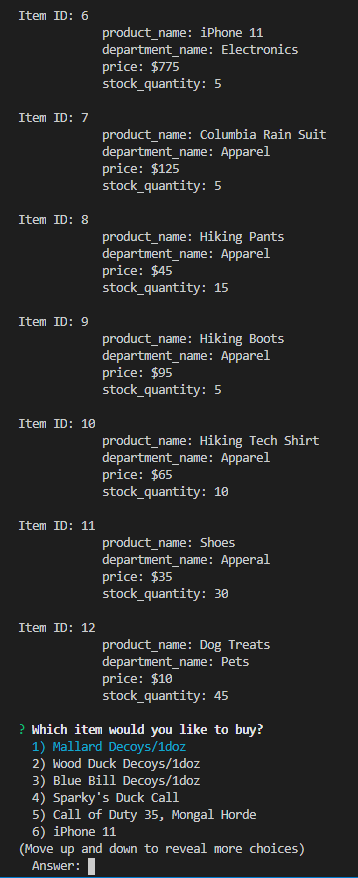 Item ID: 6
product_name: iPhone 11
department_name: Electronics
price: $775
stock_quantity: 5
Item ID: 7
product_name: Columbia Rain Suit
department_name: Apparel
price: $125
stock_quantity: 5
Item ID: 8
product_name: Hiking Pants
department_name: Apparel
price: $45
stock_quantity: 15
Item ID: 9
product_name: Hiking Boots
department_name: Apparel
price: $95
stock_quantity: 5
Item ID: 10
product_name: Hiking Tech Shirt
department_name: Apparel
price: $65
stock_quantity: 10
Item ID: 11
product_name: Shoes
department_name: Apperal
price: $35
stock_quantity: 30
Item ID: 12
product_name: Dog Treats
department_name: Pets
price: $10
stock_quantity: 45
? Which item would you like to buy?
1) Mallard Decoys/1doz
2) Wood Duck Decoys/1doz
3) Blue Bill Decoys/1doz
4) Sparky's Duck Call
5) Call of Duty 35, Mongal Horde
6) iPhone 11
(Move up and down to reveal more choices)
Answer: